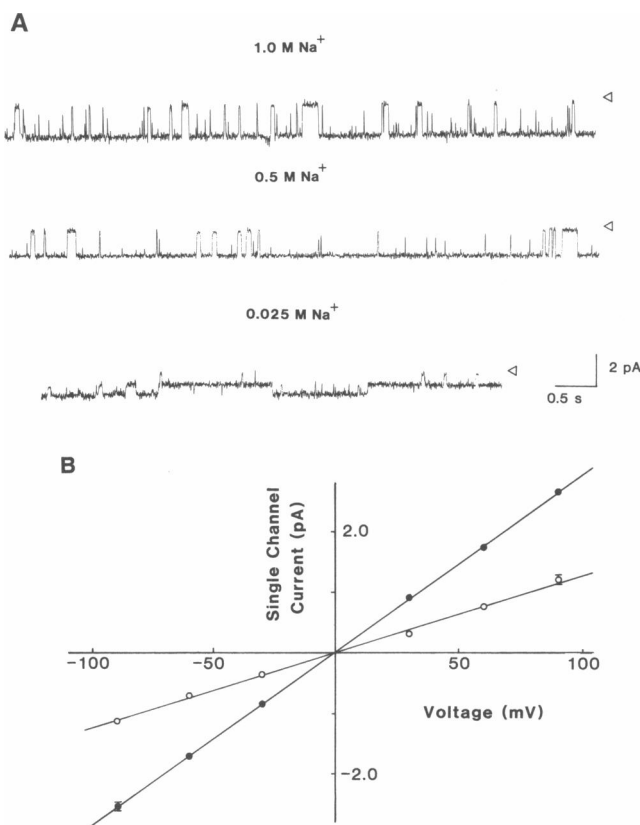 A
1.0 M Na+
0.5 M Na+
0.025 M Na+
2 pA
0.5 s
B
Single Channel
Current (pA)
2.0
-100
-50
0
50
100
Voltage (mV)
-2.0